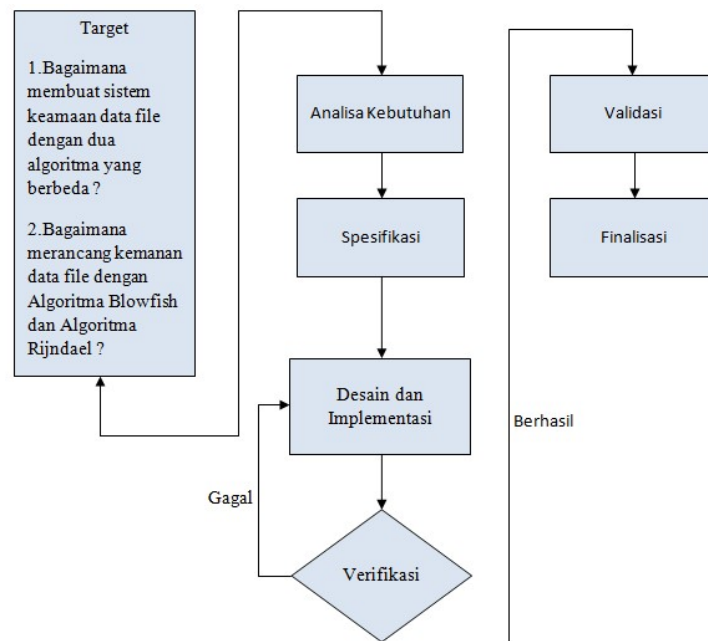 Target
1.Bagaimana
membuat sistem
keamaan data file
dengan dua
algoritma yang
berbeda ?
2.Bagaimana
merancang kemanan
data file dengan
Algoritma Blowfish
dan Algoritma
Rijndael ?
Analisa Kebutuhan
Spesifikasi
Desain dan
Implementasi
Gagal
Verifikasi
Berhasil
Validasi
Finalisasi